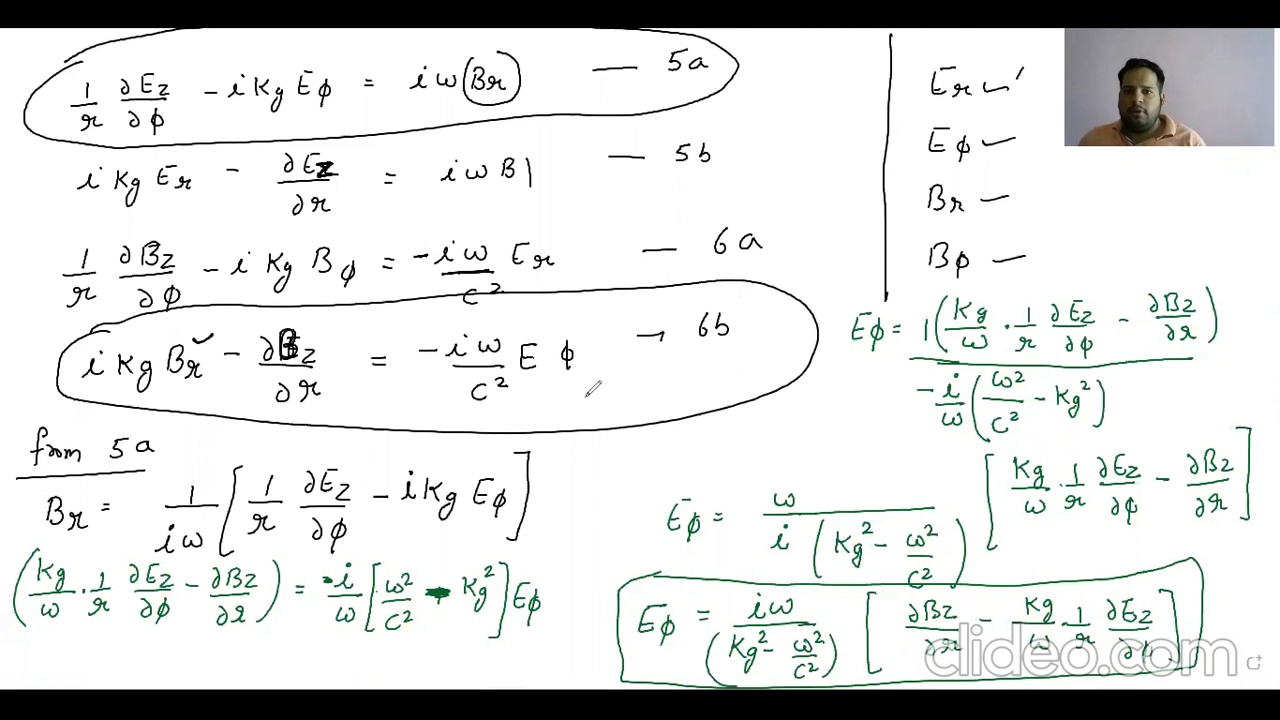 1/r ∂Ez/∂φ - i Kg Eφ = iω Br — 5a
i Kg Er - ∂Ez/∂r = iω B| — 5b
1/r ∂Bz/∂φ - i Kg Bφ = -iω/c² Er — 6a
i Kg Br - ∂Bz/∂r = -iω/c² Eφ — 6b
from 5a
Br = 1/iω [1/r ∂Ez/∂φ - i Kg Eφ]
(Kg/ω · 1/r ∂Ez/∂φ - ∂Bz/∂r) = -i/ω [ω²/c² - Kg²] Eφ
Er ✓
Eφ ✓
Br –
Bφ –
Eφ = 1(Kg/ω · 1/r ∂Ez/∂φ - ∂Bz/∂r) / -i/ω (ω²/c² - Kg²)
Eφ = ω / i (Kg² - ω²/c²) [Kg/ω · 1/r ∂Ez/∂φ - ∂Bz/∂r]
Eφ = iω / (Kg² - ω²/c²) [∂Bz/∂r - Kg/ω · 1/r ∂Ez/∂φ]
clideo.com